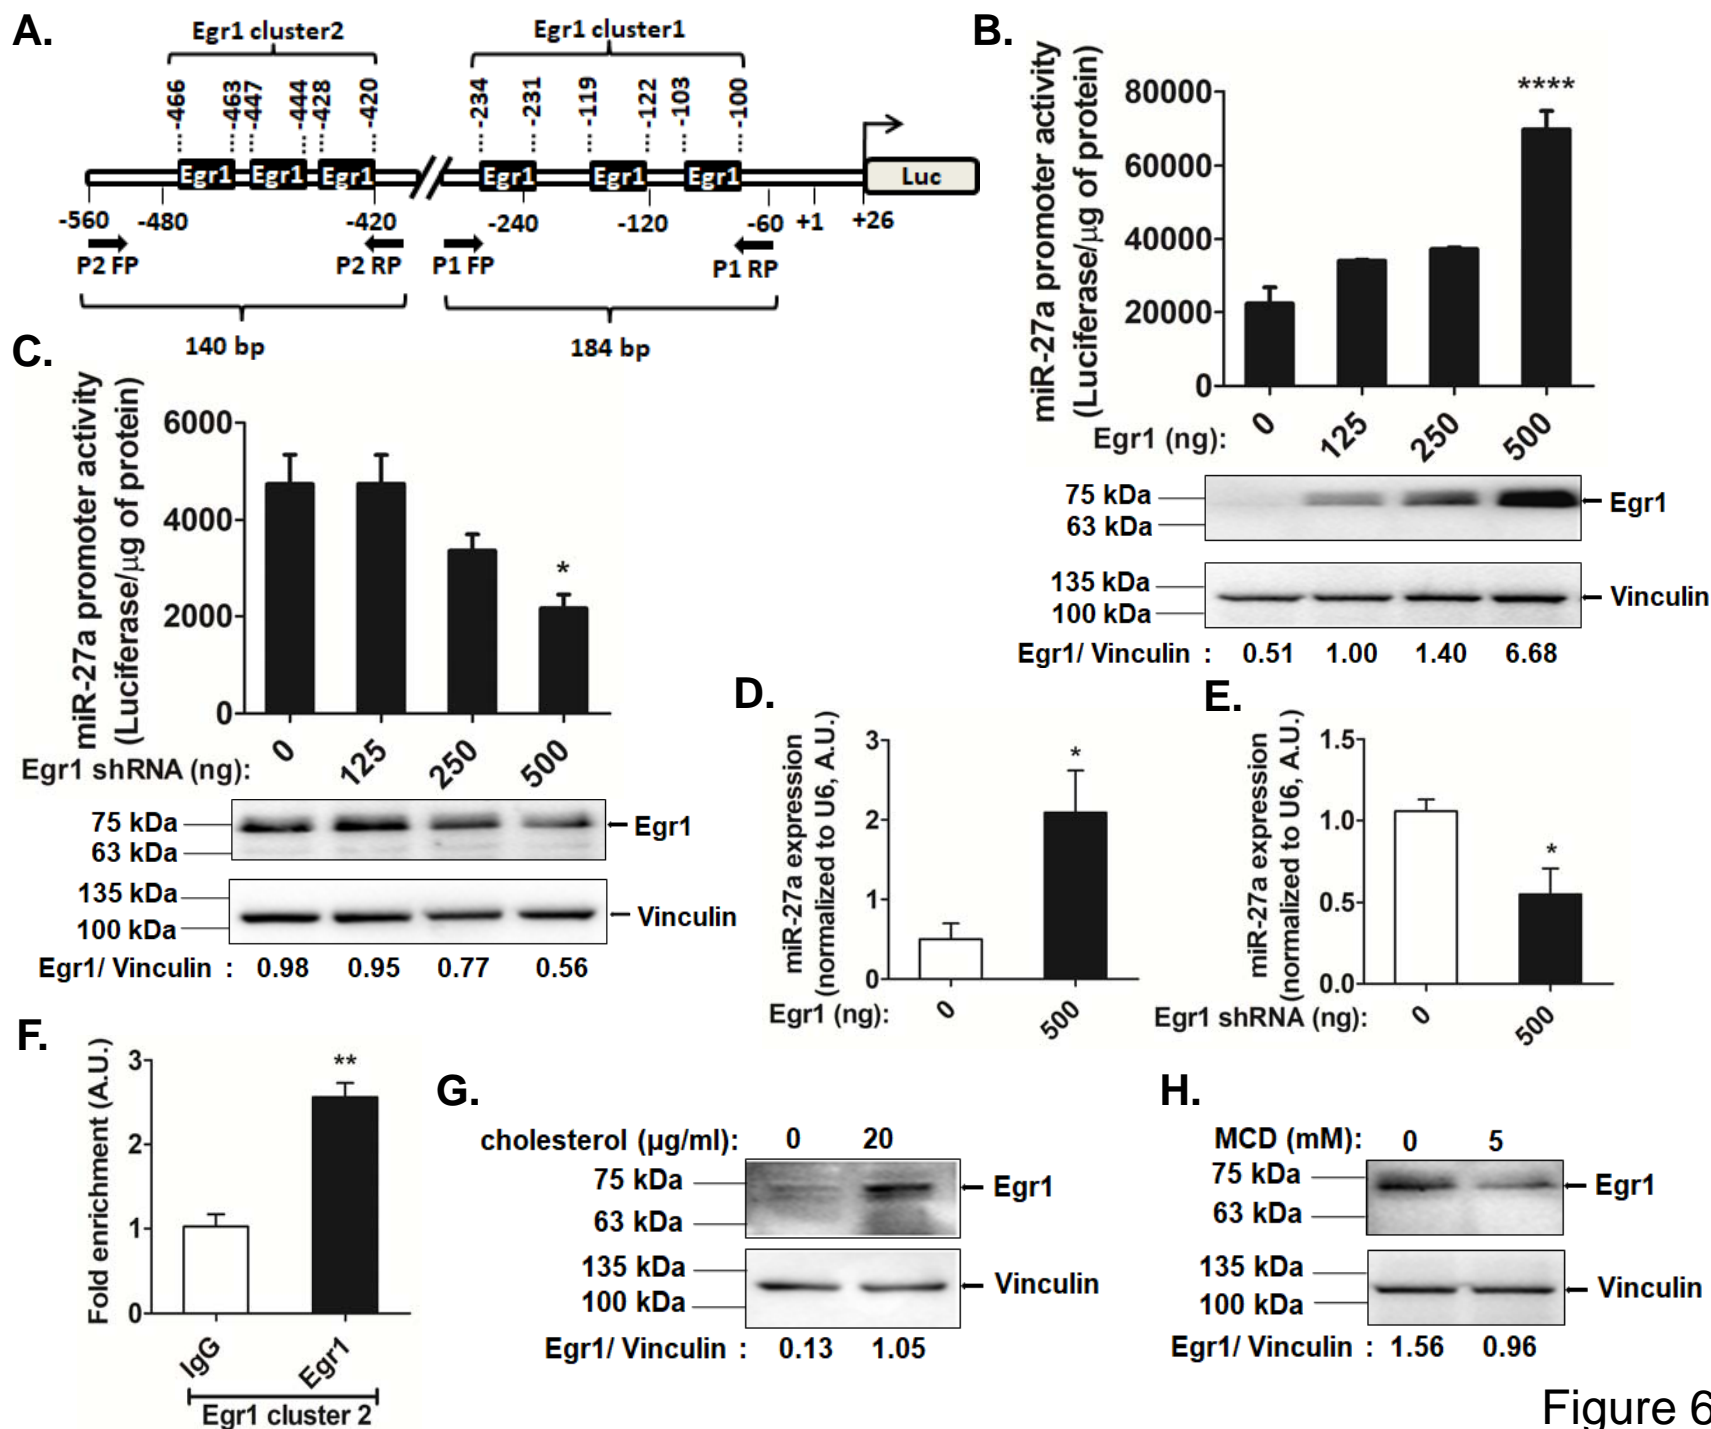 A.
Egr1 cluster2
Egr1 cluster1
-466 -463 -447 -444 -428 -420 -234 -231 -119 -122 -103 -100
Egr1 Egr1 Egr1 Egr1 Egr1 Egr1 Luc
-560 -480 -420 -240 -120 -60 +1 +26
P2 FP P2 RP P1 FP P1 RP
140 bp 184 bp
B.
miR-27a promoter activity
(Luciferase/µg of protein)
80000
60000
40000
20000
0
****
Egr1 (ng): 0 125 250 500
75 kDa
63 kDa
Egr1
135 kDa
100 kDa
Vinculin
Egr1/ Vinculin : 0.51 1.00 1.40 6.68
C.
miR-27a promoter activity
(Luciferase/µg of protein)
6000
4000
2000
0
*
Egr1 shRNA (ng): 0 125 250 500
75 kDa
63 kDa
Egr1
135 kDa
100 kDa
Vinculin
Egr1/ Vinculin : 0.98 0.95 0.77 0.56
D.
miR-27a expression
(normalized to U6, A.U.)
3
2
1
0
*
Egr1 (ng): 0 500
E.
miR-27a expression
(normalized to U6, A.U.)
1.5
1.0
0.5
0.0
*
Egr1 shRNA (ng): 0 500
F.
Fold enrichment (A.U.)
3
2
1
0
**
IgG Egr1
Egr1 cluster 2
G.
cholesterol (µg/ml): 0 20
75 kDa
63 kDa
Egr1
135 kDa
100 kDa
Vinculin
Egr1/ Vinculin : 0.13 1.05
H.
MCD (mM): 0 5
75 kDa
63 kDa
Egr1
135 kDa
100 kDa
Vinculin
Egr1/ Vinculin : 1.56 0.96
Figure 6